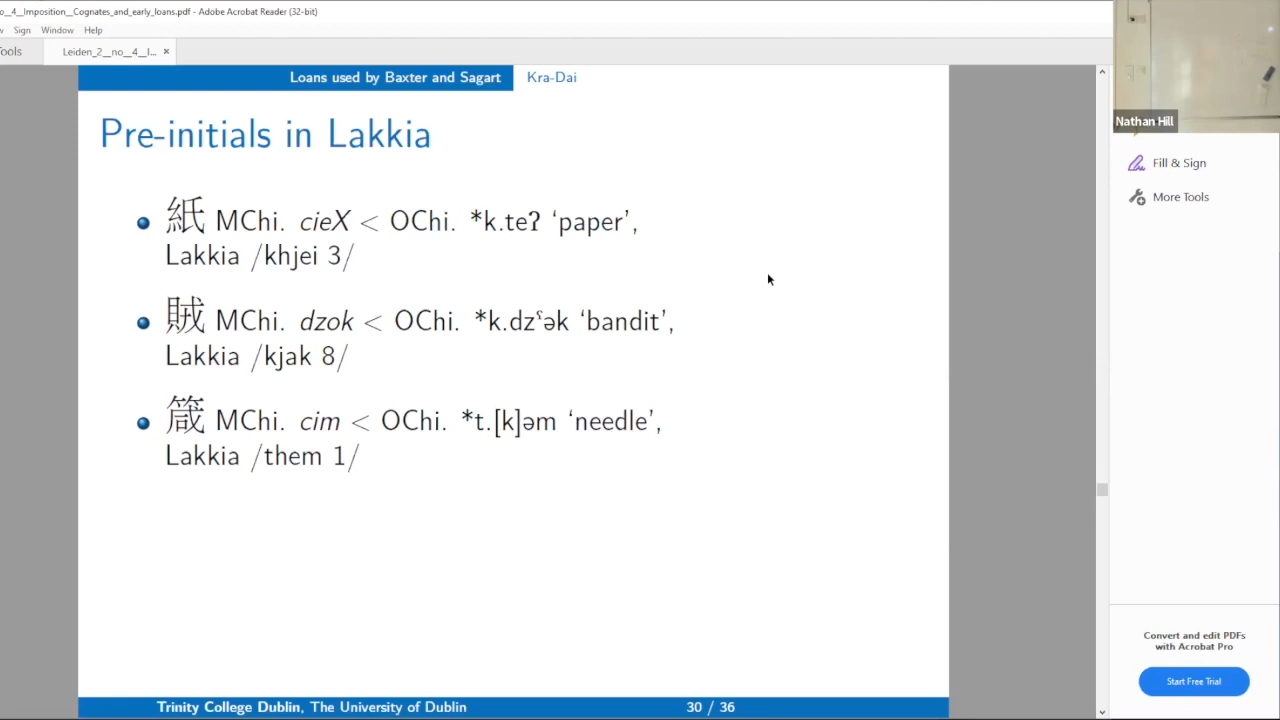 o__4__Imposition__Cognates_and_early_loans.pdf - Adobe Acrobat Reader (32-bit)
Sign Window Help
Leiden_2__no__4__I... ×
Loans used by Baxter and Sagart Kra-Dai
Nathan Hill
Pre-initials in Lakkia
Fill & Sign
More Tools
紙 MChi. cieX < OChi. *k.teʔ ‘paper’,
Lakkia /khjei 3/
賊 MChi. dzok < OChi. *k.dzˤək ‘bandit’,
Lakkia /kjak 8/
箴 MChi. cim < OChi. *t.[k]əm ‘needle’,
Lakkia /them 1/
Convert and edit PDFs
with Acrobat Pro
Start Free Trial
Trinity College Dublin, The University of Dublin 30 / 36